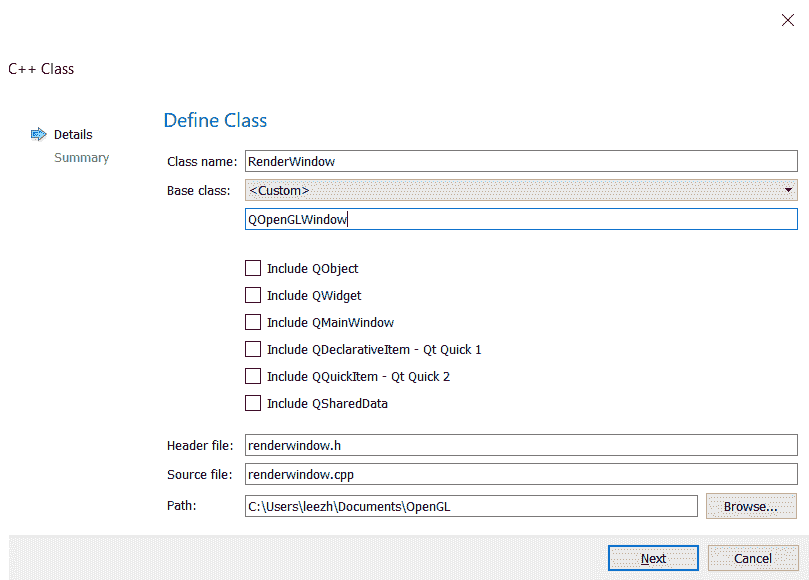 C++ Class
Define Class
Details
Summary
Class name: RenderWindow
Base class: <Custom>
QOpenGLWindow
Include QObject
Include QWidget
Include QMainWindow
Include QDeclarativeItem - Qt Quick 1
Include QQuickItem - Qt Quick 2
Include QSharedData
Header file: renderwindow.h
Source file: renderwindow.cpp
Path: C:\Users\leezh\Documents\OpenGL Browse...
Next Cancel